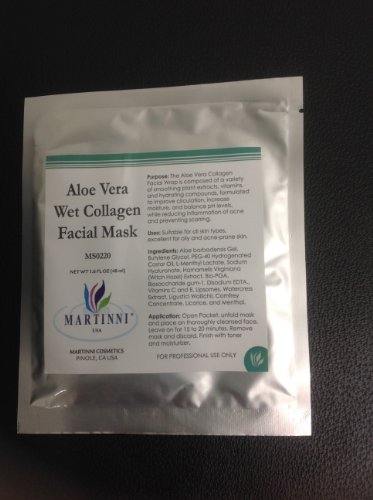 Aloe Vera
Wet Collagen
Facial Mask
MS0220
NET WT 1.6 FL oz (48 ml)
MARTINNI
USA
MARTINNI COSMETICS
PINOLE, CA USA
Purpose: The Aloe Vera Collagen
Facial Wrap is composed of a variety
of smoothing plant extracts, vitamins
and hydrating compounds, formulated
to improve circulation, increase
moisture, and balance pH levels,
while reducing inflammation of acne
and preventing scarring.
Uses: Suitable for all skin types,
excellent for oily and acne-prone skin.
Ingredients: Aloe barbadensis Gel,
Butylene Glycol, PEG-40 Hydrogenated
Castor Oil, L-Menthyl Lactate, Sodium
Hyaluronate, Hamamelis Virginiana
(Witch Hazel) Extract, Bio-PGA,
Biosaccharide gum-1, Disodium EDTA,
Vitamins C and E, Lipsomes, Watercress
Extract, Ligustici Wallichii, Comfrey
Concentrate, Licorice, and Menthol.
Application: Open Packet, unfold mask
and place on thoroughly cleansed face.
Leave on for 15 to 20 minutes. Remove
mask and discard. Finish with toner
and moisturizer.
FOR PROFESSIONAL USE ONLY